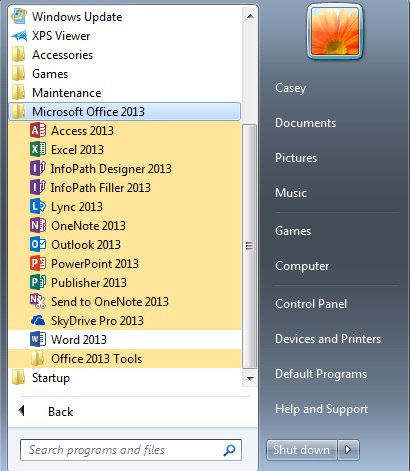 Windows Update
XPS Viewer
Accessories
Games
Maintenance
Microsoft Office 2013
Access 2013
Excel 2013
InfoPath Designer 2013
InfoPath Filler 2013
Lync 2013
OneNote 2013
Outlook 2013
PowerPoint 2013
Publisher 2013
Send to OneNote 2013
SkyDrive Pro 2013
Word 2013
Office 2013 Tools
Startup
Back
Search programs and files
Casey
Documents
Pictures
Music
Games
Computer
Control Panel
Devices and Printers
Default Programs
Help and Support
Shut down